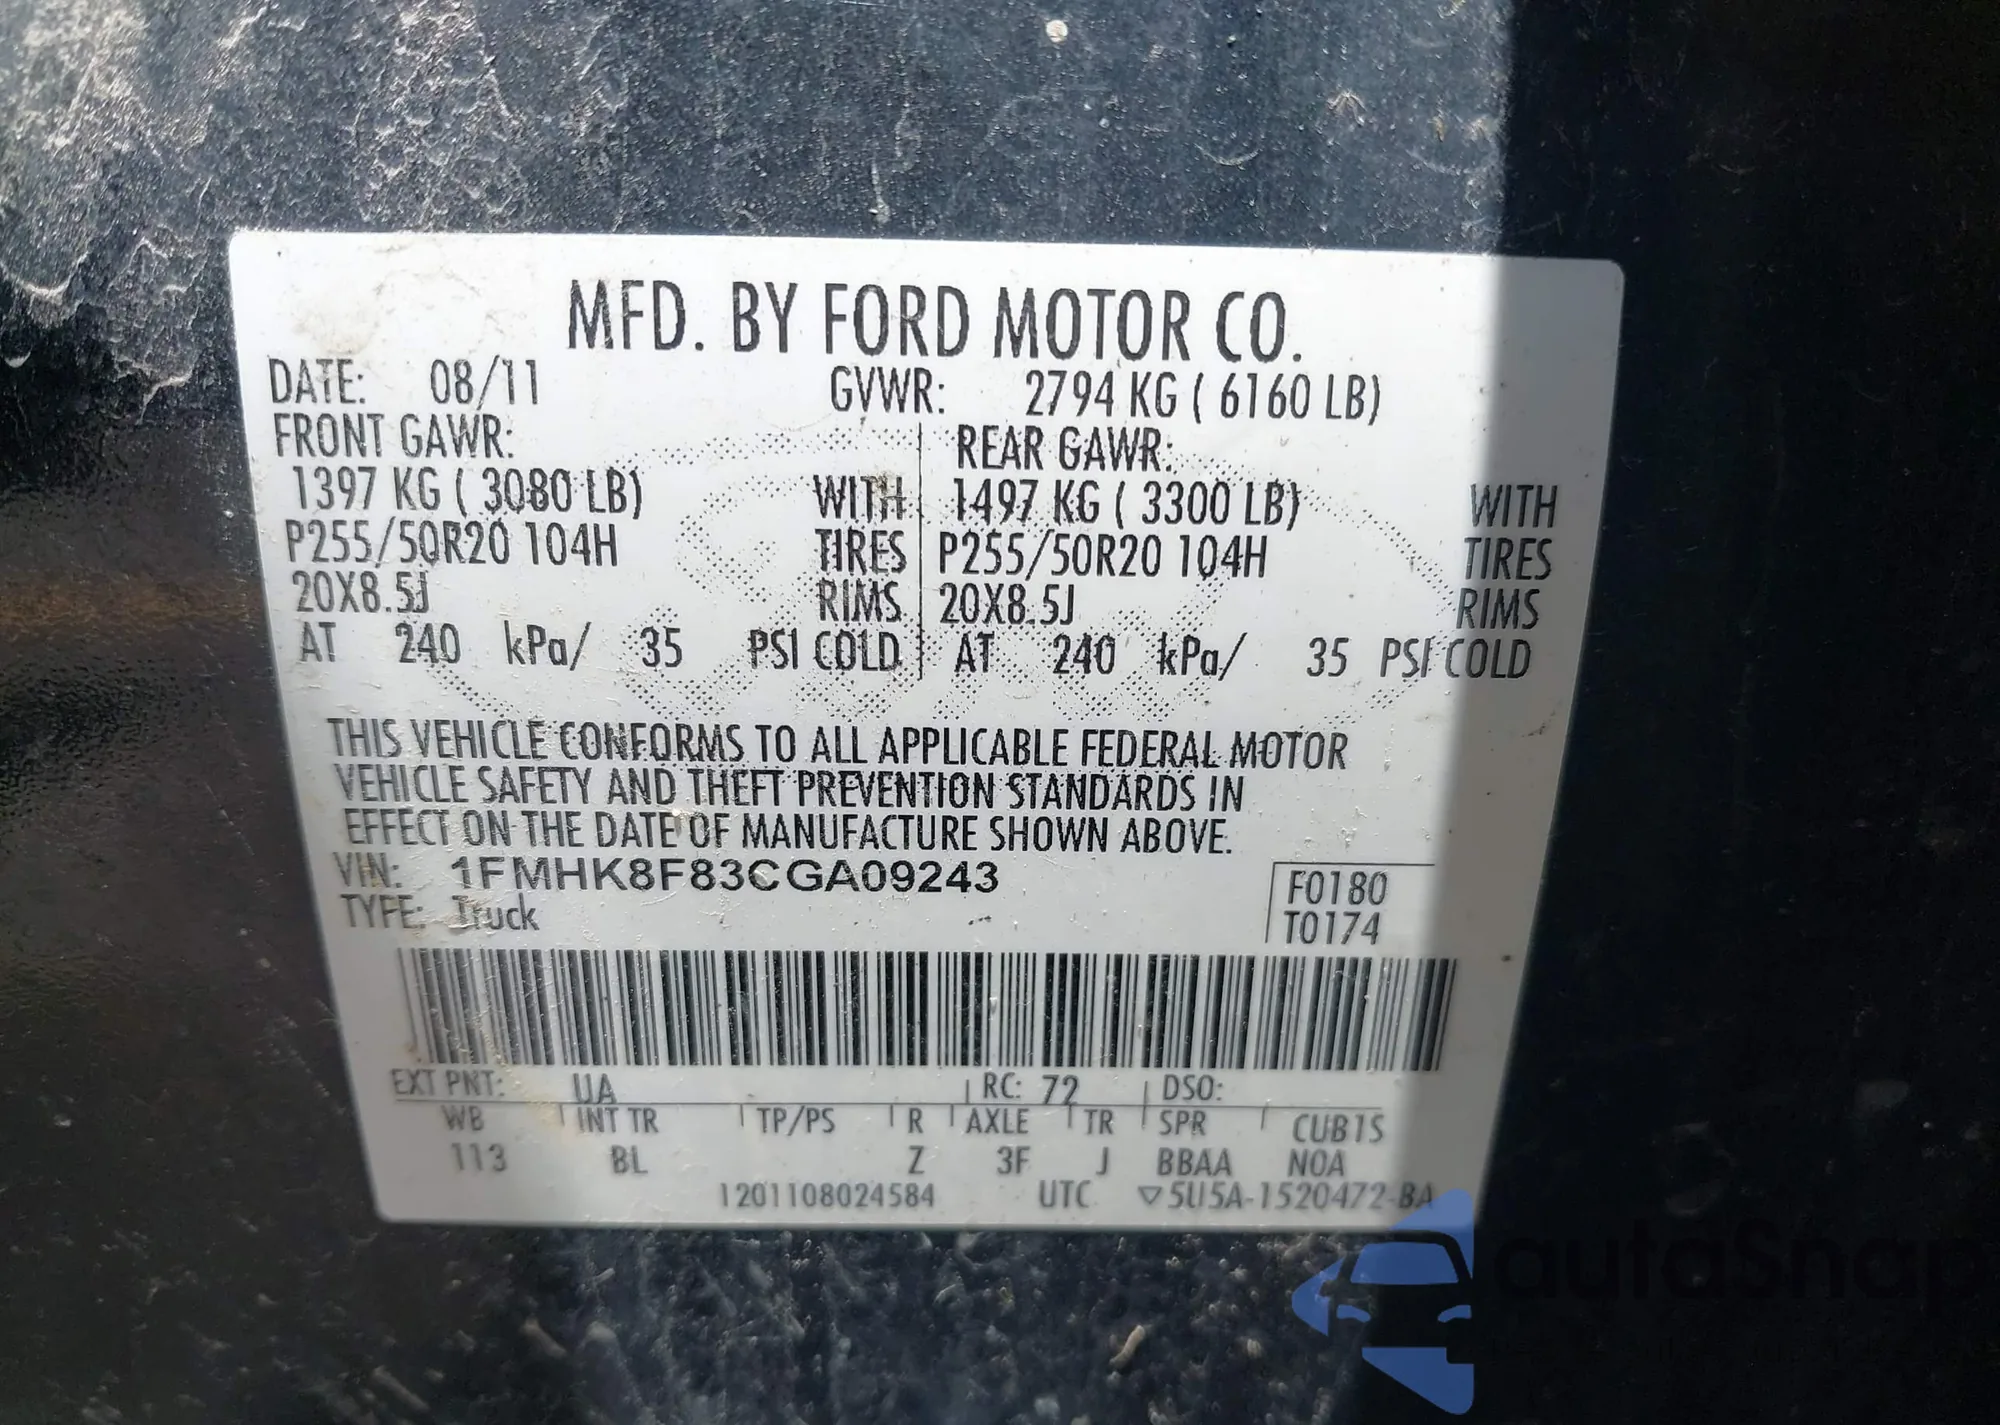 MFD. BY FORD MOTOR CO.
DATE: 08/11 GVWR: 2794 KG ( 6160 LB)
FRONT GAWR: REAR GAWR:
1397 KG ( 3080 LB) WITH 1497 KG ( 3300 LB) WITH
P255/50R20 104H TIRES P255/50R20 104H TIRES
20X8.5J RIMS 20X8.5J RIMS
AT 240 kPa/ 35 PSI COLD AT 240 kPa/ 35 PSI COLD
THIS VEHICLE CONFORMS TO ALL APPLICABLE FEDERAL MOTOR
VEHICLE SAFETY AND THEFT PREVENTION STANDARDS IN
EFFECT ON THE DATE OF MANUFACTURE SHOWN ABOVE.
VIN: 1FMHK8F83CGA09243 F0180
TYPE: Truck T0174
EXT PNT: UA RC: 72 DSO:
WB INT TR TP/PS R AXLE TR SPR CUB1S
113 BL Z 3F J BBAA NOA
1201108024584 UTC ▽5U5A-1520472-BA
autoSnap